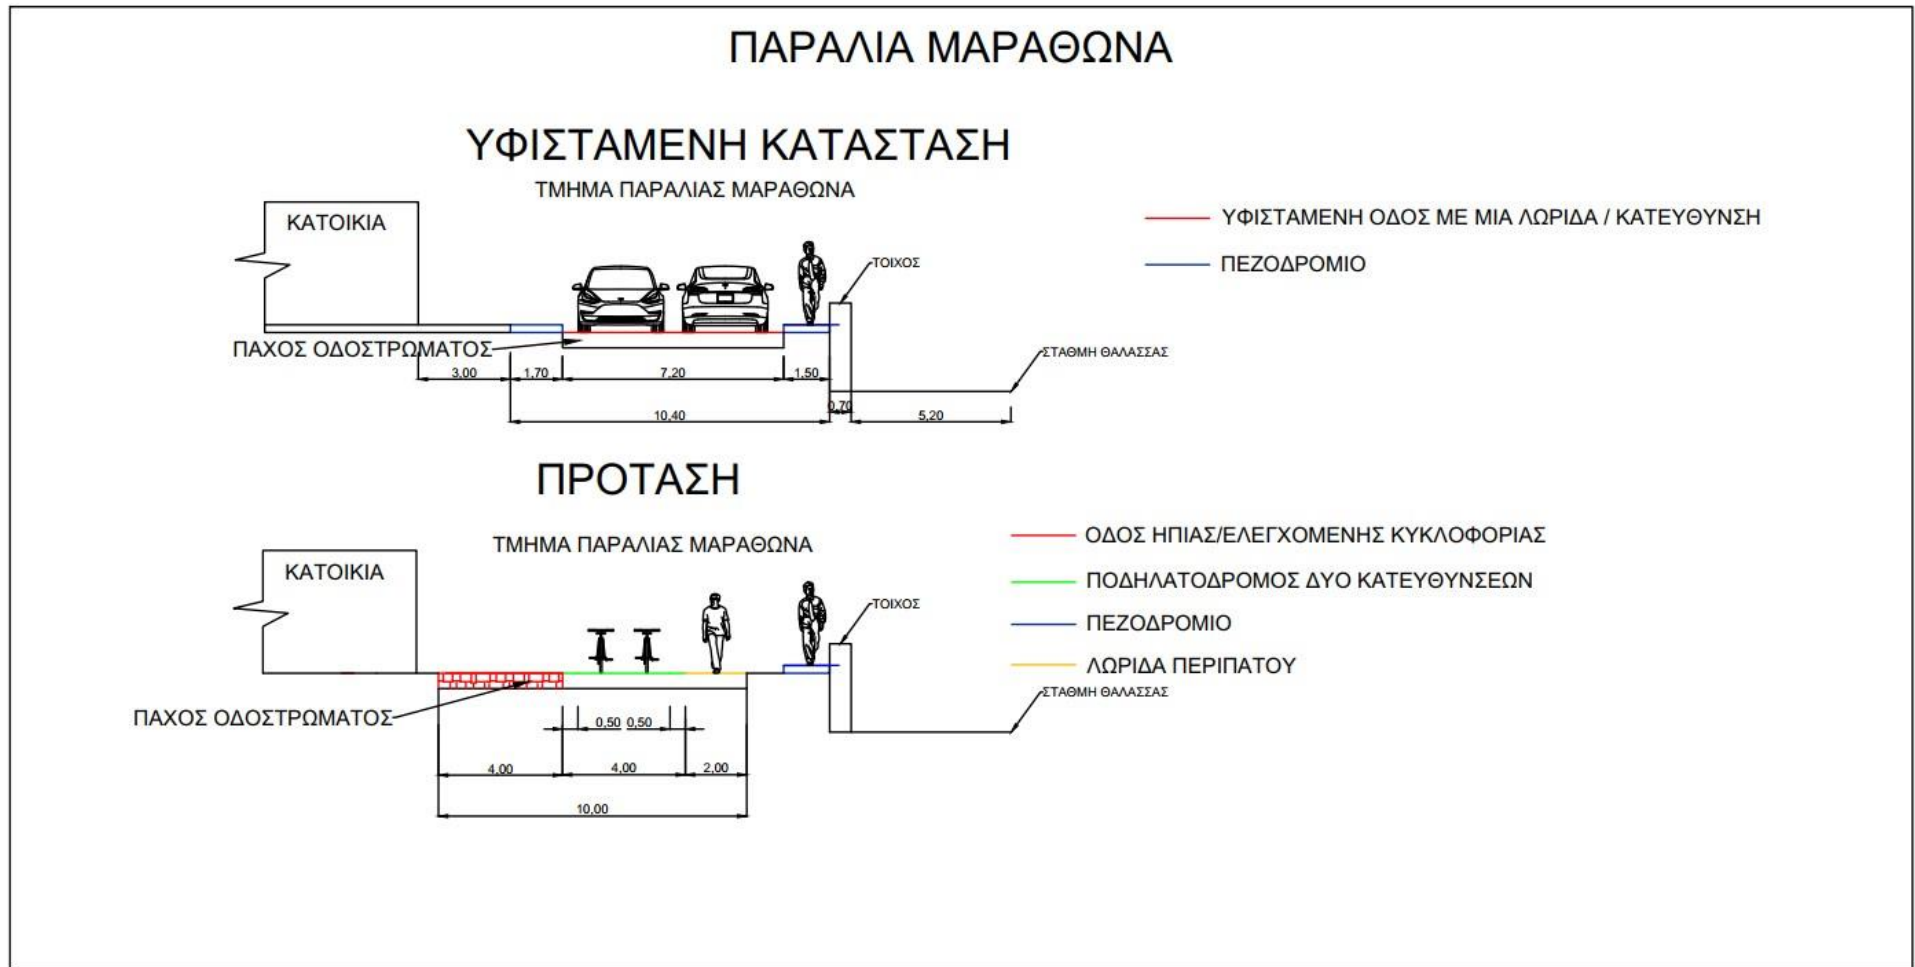 ΠΑΡΑΛΙΑ ΜΑΡΑΘΩΝΑ
ΥΦΙΣΤΑΜΕΝΗ ΚΑΤΑΣΤΑΣΗ
ΤΜΗΜΑ ΠΑΡΑΛΙΑΣ ΜΑΡΑΘΩΝΑ
ΚΑΤΟΙΚΙΑ
ΥΦΙΣΤΑΜΕΝΗ ΟΔΟΣ ΜΕ ΜΙΑ ΛΩΡΙΔΑ / ΚΑΤΕΥΘΥΝΣΗ
ΠΕΖΟΔΡΟΜΙΟ
ΤΟΙΧΟΣ
ΠΑΧΟΣ ΟΔΟΣΤΡΩΜΑΤΟΣ
ΣΤΑΘΜΗ ΘΑΛΑΣΣΑΣ
3,00 1,70 7,20 1,50
0,70
10,40 5,20
ΠΡΟΤΑΣΗ
ΤΜΗΜΑ ΠΑΡΑΛΙΑΣ ΜΑΡΑΘΩΝΑ
ΚΑΤΟΙΚΙΑ
ΟΔΟΣ ΗΠΙΑΣ/ΕΛΕΓΧΟΜΕΝΗΣ ΚΥΚΛΟΦΟΡΙΑΣ
ΠΟΔΗΛΑΤΟΔΡΟΜΟΣ ΔΥΟ ΚΑΤΕΥΘΥΝΣΕΩΝ
ΤΟΙΧΟΣ
ΠΕΖΟΔΡΟΜΙΟ
ΛΩΡΙΔΑ ΠΕΡΙΠΑΤΟΥ
ΣΤΑΘΜΗ ΘΑΛΑΣΣΑΣ
ΠΑΧΟΣ ΟΔΟΣΤΡΩΜΑΤΟΣ
0,50 0,50
4,00 4,00 2,00
10,00